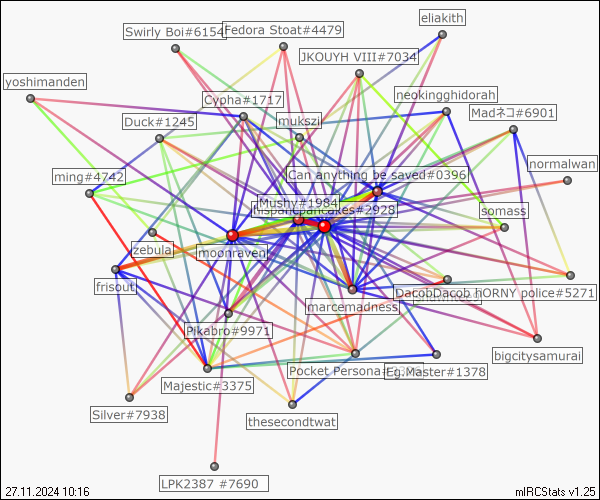 eliakith
Swirly Boi#6154
Fedora Stoat#4479
JKOUYH VIII#7034
yoshimanden
neokingghidorah
Cypha#1717
Madネコ#6901
Duck#1245
mukszii
normalwan
ming#4742
Can anything be saved#0396
Mushy#1984
Hispanicpancakes#2928
somass
zebula
moonraven
frisout
DacobDacob
HORNY police#5271
marcemadness
Pikabro#9971
bigcitysamurai
Pocket Persona
Eg.Master#1378
Majestic#3375
Silver#7938
thesecondtwat
LPK2387 #7690
27.11.2024 10:16
mIRCStats v1.25